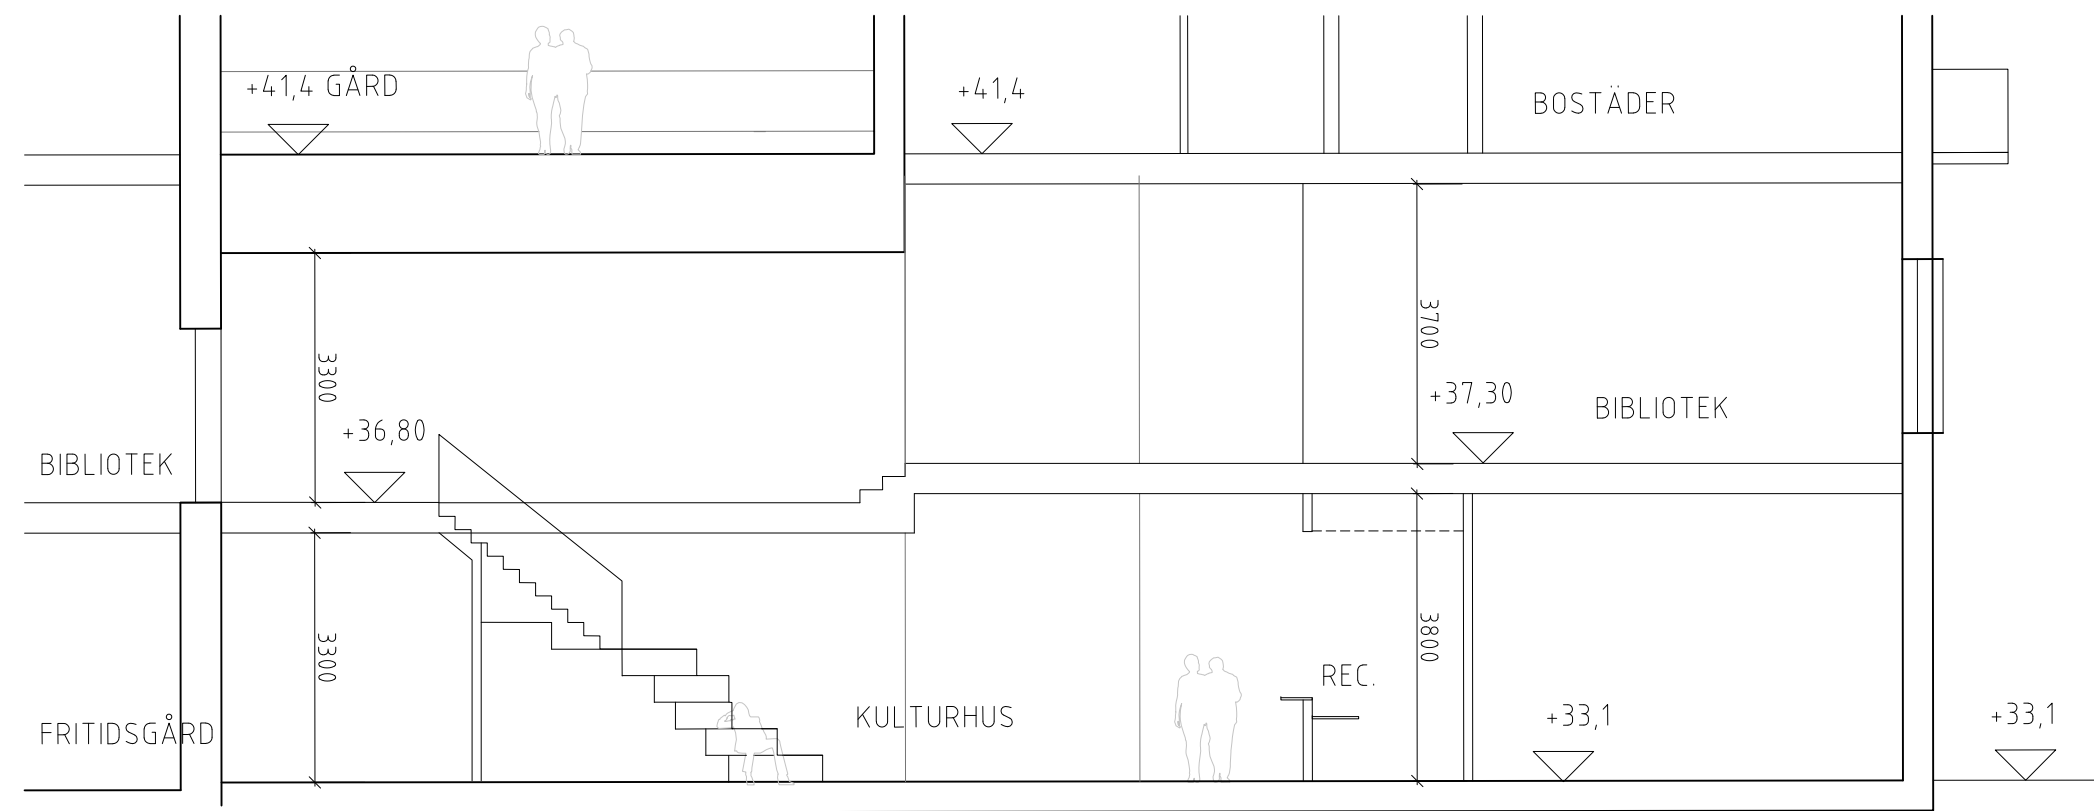 +41,4 GÅRD
+41,4
BOSTÄDER
3300
3700
+36,80
+37,30
BIBLIOTEK
BIBLIOTEK
3300
3800
REC.
FRITIDSGÅRD
KULTURHUS
+33,1
+33,1